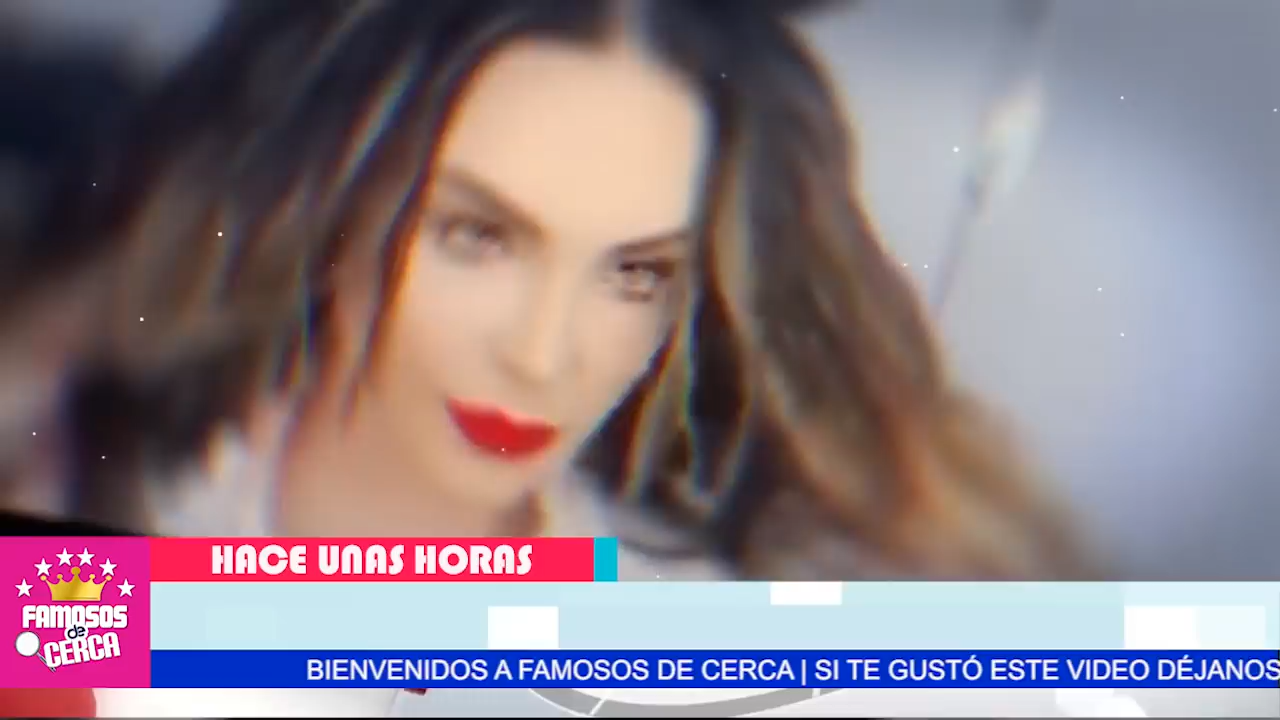 HACE UNAS HORAS
FAMOSOS
de
CERCA
BIENVENIDOS A FAMOSOS DE CERCA | SI TE GUSTÓ ESTE VIDEO DÉJANOS